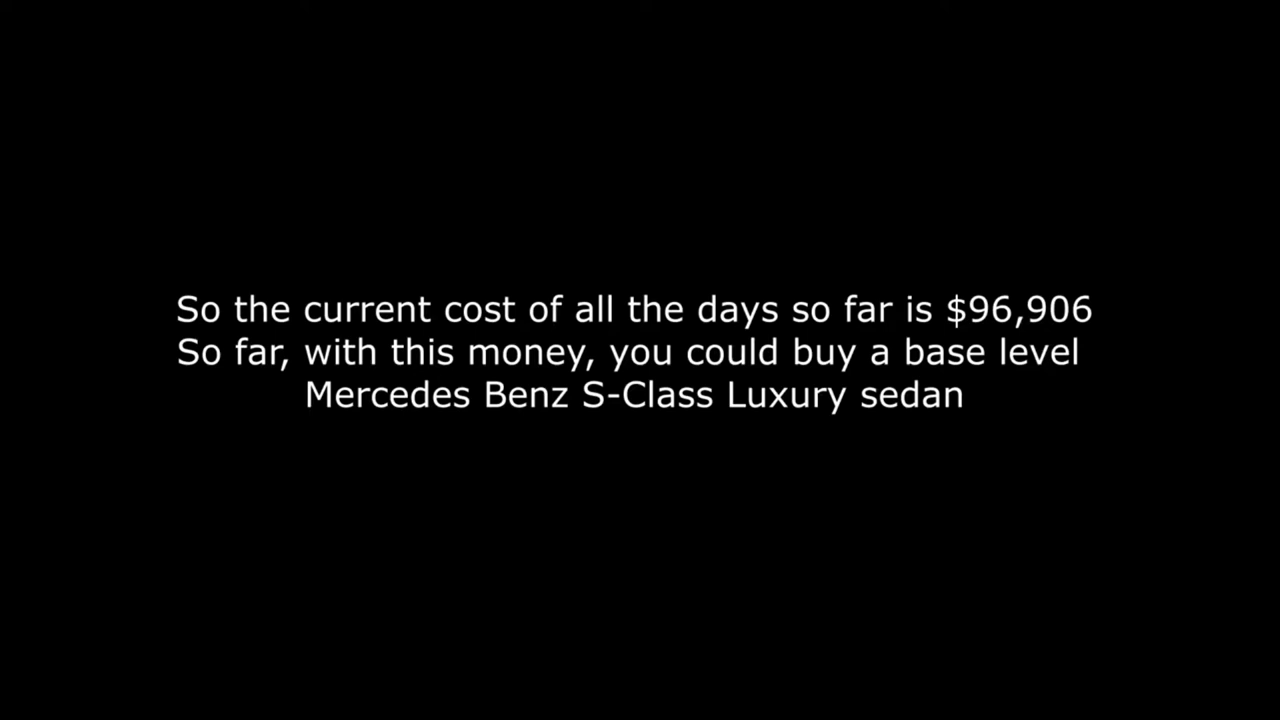 So the current cost of all the days so far is $96,906
So far, with this money, you could buy a base level
Mercedes Benz S-Class Luxury sedan